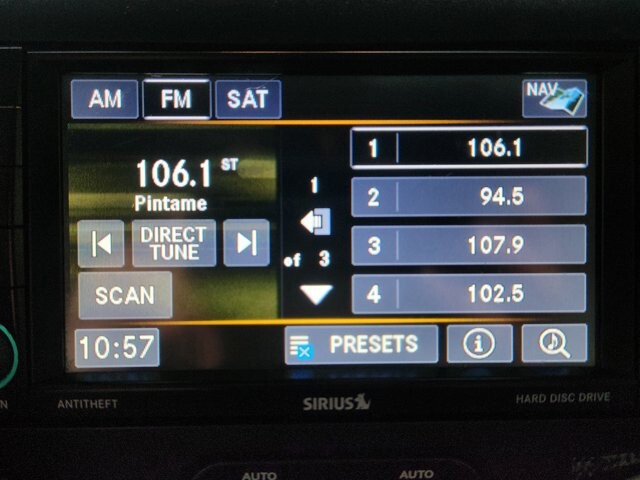 AM FM SAT NAV
106.1 ST
Pintame
DIRECT
TUNE
SCAN
10:57
1
of 3
1 106.1
2 94.5
3 107.9
4 102.5
PRESETS
i
ANTITHEFT
SIRIUS
HARD DISC DRIVE
AUTO
AUTO